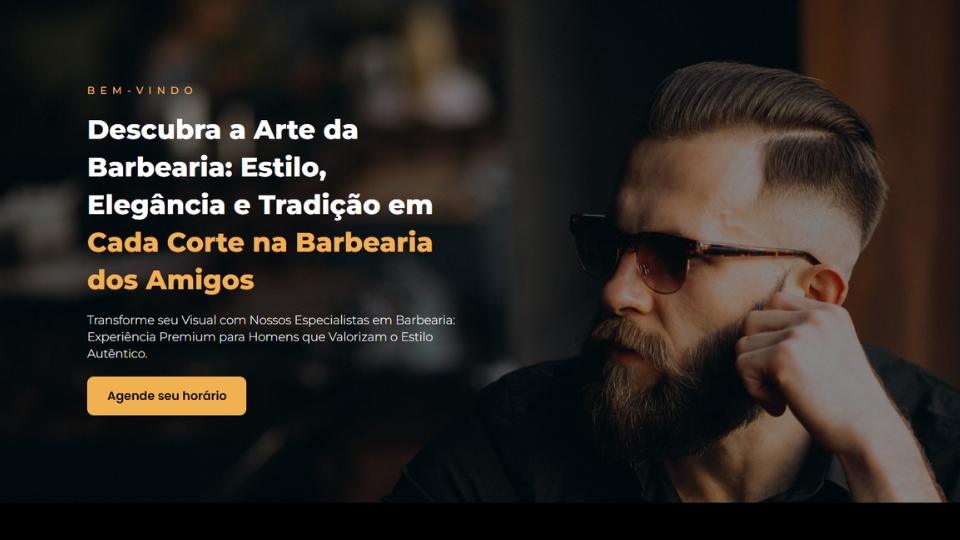 BEM-VINDO
Descubra a Arte da
Barbearia: Estilo,
Elegância e Tradição em
Cada Corte na Barbearia
dos Amigos
Transforme seu Visual com Nossos Especialistas em Barbearia:
Experiência Premium para Homens que Valorizam o Estilo
Autêntico.
Agende seu horário